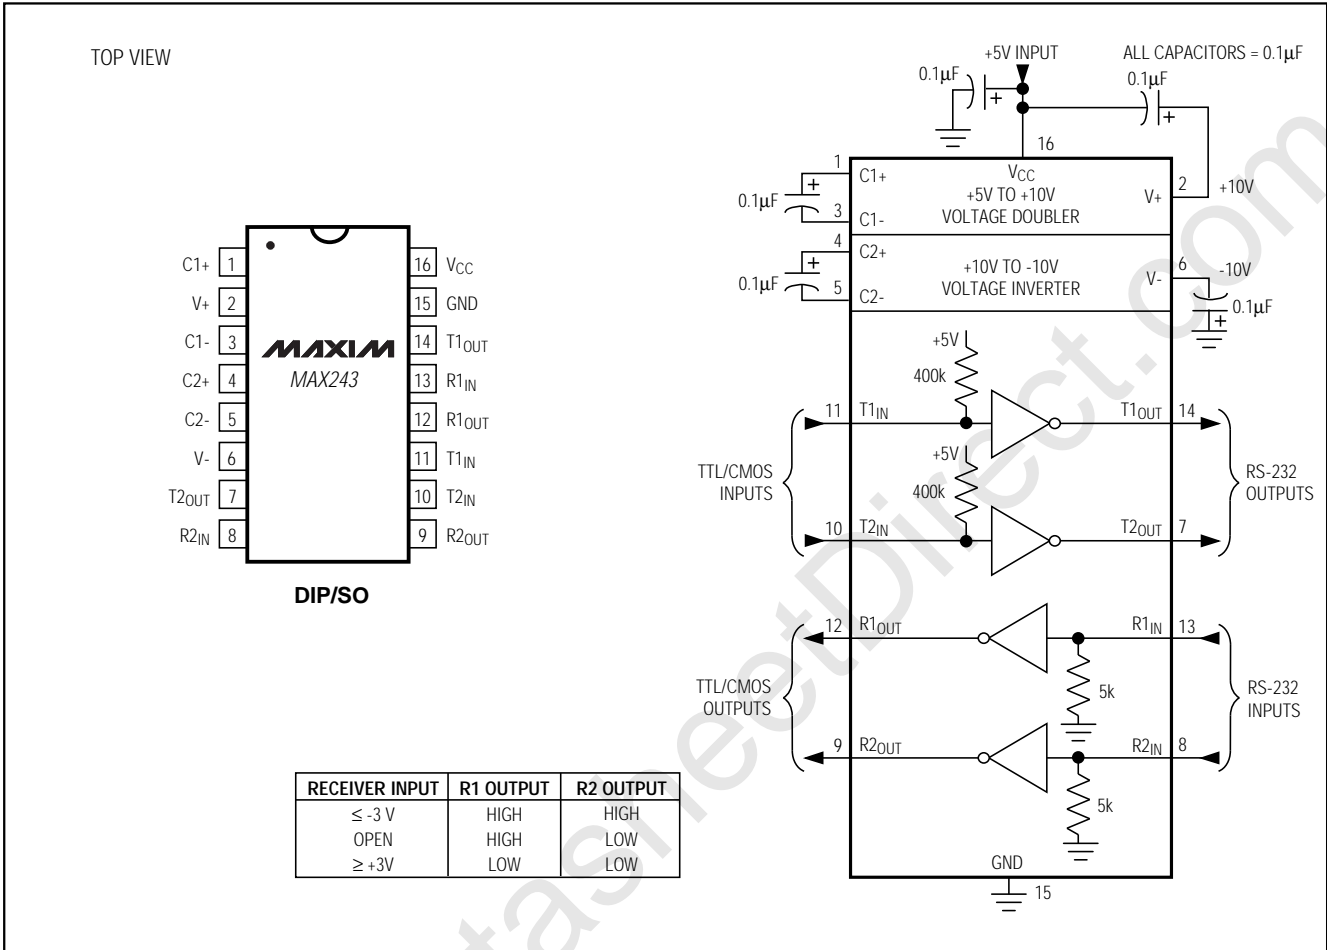 TOP VIEW
C1+ 1
V+ 2
C1- 3
C2+ 4
C2- 5
V- 6
T2OUT 7
R2IN 8
16 VCC
15 GND
14 T1OUT
13 R1IN
12 R1OUT
11 T1IN
10 T2IN
9 R2OUT
MAXIM
MAX243
DIP/SO
RECEIVER INPUT R1 OUTPUT R2 OUTPUT
≤ -3 V HIGH HIGH
OPEN HIGH LOW
≥ +3V LOW LOW
+5V INPUT
ALL CAPACITORS = 0.1µF
0.1µF
+
0.1µF
+
16
VCC
+5V TO +10V
VOLTAGE DOUBLER
1
C1+
+
0.1µF
3
C1-
V+
2
+10V
4
C2+
+
0.1µF
5
C2-
+10V TO -10V
VOLTAGE INVERTER
V-
6
-10V
0.1µF
+
+5V
400k
11 T1IN
T1OUT 14
+5V
400k
10 T2IN
T2OUT 7
TTL/CMOS
INPUTS
RS-232
OUTPUTS
12 R1OUT
R1IN 13
5k
9 R2OUT
R2IN 8
5k
TTL/CMOS
OUTPUTS
RS-232
INPUTS
GND
15
tasheetDirect.com